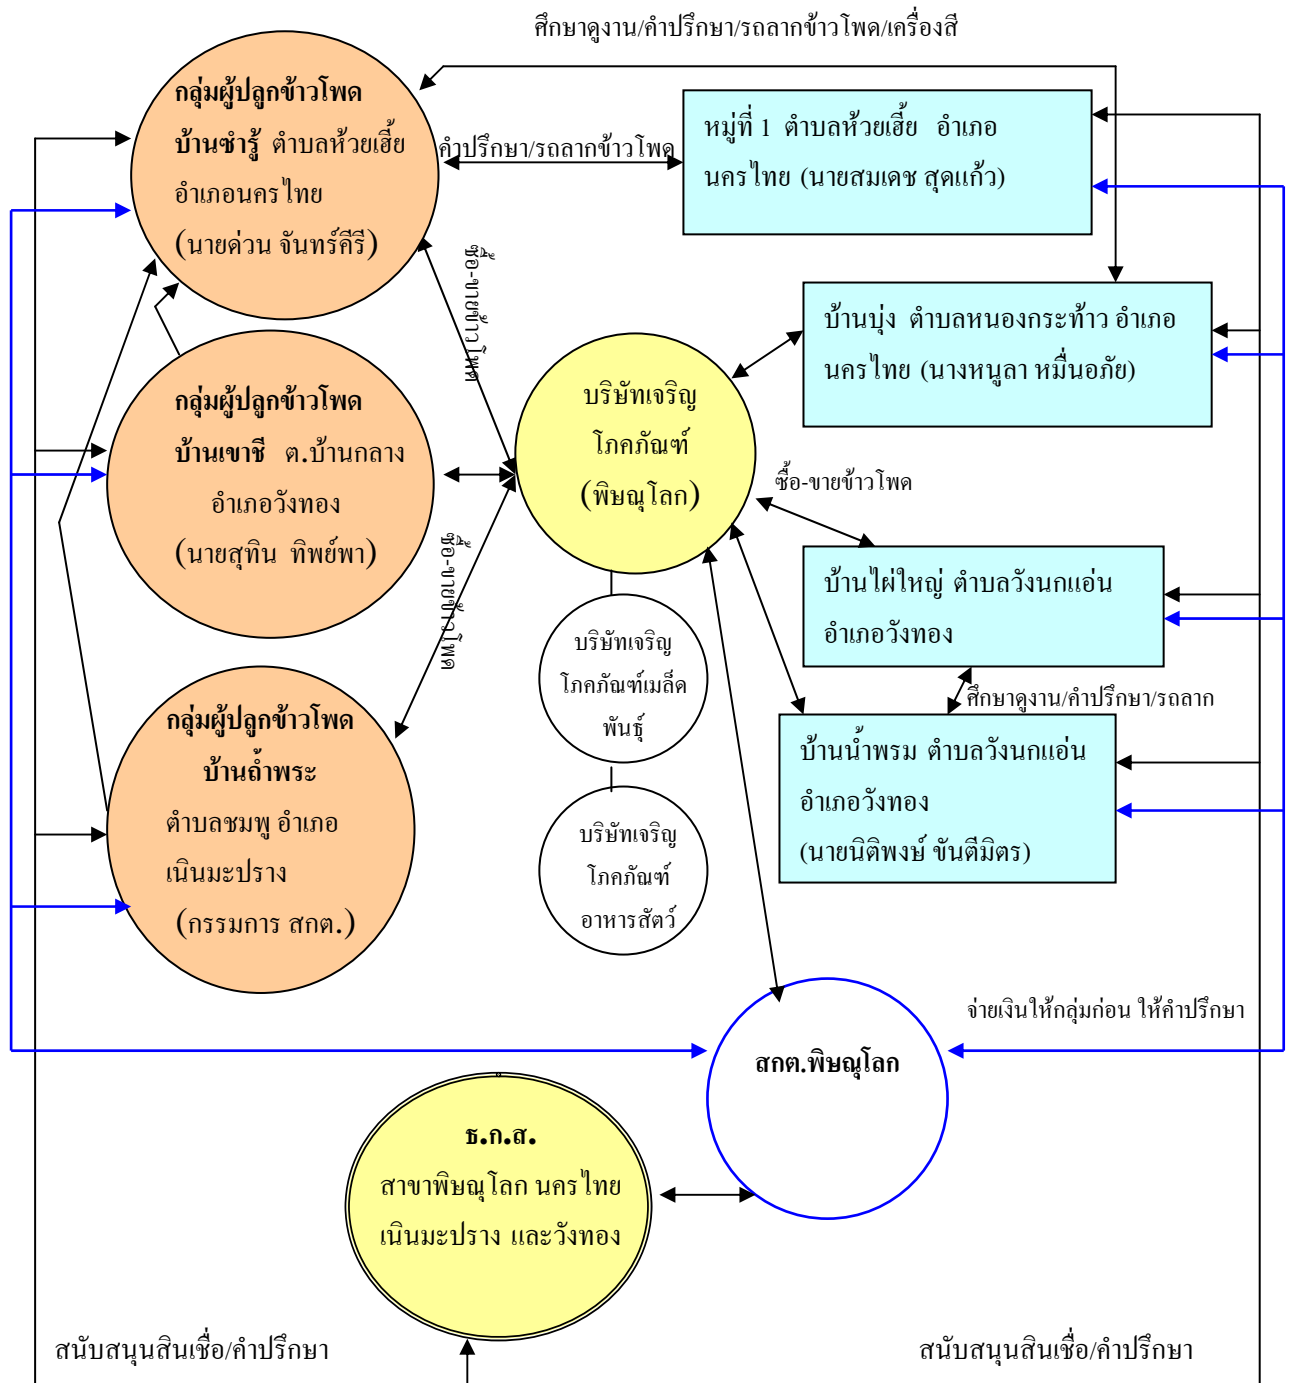 ศึกษาดูงาน/คำปรึกษา/รถลากข้าวโพด/เครื่องสี
กลุ่มผู้ปลูกข้าวโพด
บ้านซำรู้ ตำบลห้วยเฮี้ย
อำเภอนครไทย
(นายด่วน จันทร์คีรี)
คำปรึกษา/รถลากข้าวโพด
หมู่ที่ 1 ตำบลห้วยเฮี้ย อำเภอ
นครไทย (นายสมเดช สุดแก้ว)
ซื้อ-ขายข้าวโพด
บ้านบุ่ง ตำบลหนองกระท้าว อำเภอ
นครไทย (นางหนูลา หมื่นอภัย)
กลุ่มผู้ปลูกข้าวโพด
บ้านเขาชี ต.บ้านกลาง
อำเภอวังทอง
(นายสุทิน ทิพย์พา)
บริษัทเจริญ
โภคภัณฑ์
(พิษณุโลก)
ซื้อ-ขายข้าวโพด
ซื้อ-ขายข้าวโพด
บ้านไผ่ใหญ่ ตำบลวังนกแอ่น
อำเภอวังทอง
บริษัทเจริญ
โภคภัณฑ์เมล็ด
พันธุ์
ศึกษาดูงาน/คำปรึกษา/รถลาก
กลุ่มผู้ปลูกข้าวโพด
บ้านถ้ำพระ
ตำบลชมพู อำเภอ
เนินมะปราง
(กรรมการ สกต.)
บ้านน้ำพรม ตำบลวังนกแอ่น
อำเภอวังทอง
(นายนิติพงษ์ ขันตีมิตร)
บริษัทเจริญ
โภคภัณฑ์
อาหารสัตว์
จ่ายเงินให้กลุ่มก่อน ให้คำปรึกษา
สกต.พิษณุโลก
ธ.ก.ส.
สาขาพิษณุโลก นครไทย
เนินมะปราง และวังทอง
สนับสนุนสินเชื่อ/คำปรึกษา
สนับสนุนสินเชื่อ/คำปรึกษา